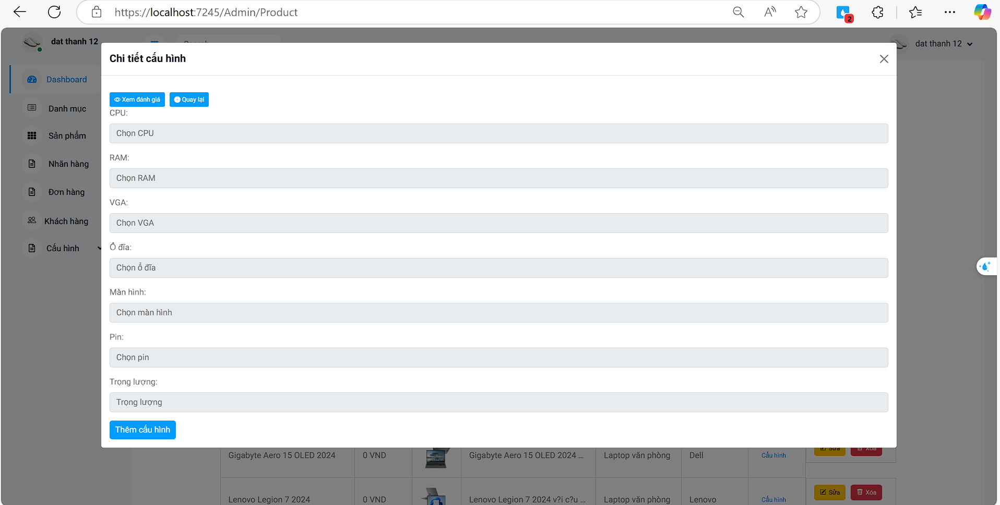 https://localhost:7245/Admin/Product
2
dat thanh 12
dat thanh 12
Chi tiết cấu hình
Dashboard
Danh mục
Sản phẩm
Nhãn hàng
Đơn hàng
Khách hàng
Cấu hình
Xem đánh giá
Quay lại
CPU:
Chọn CPU
RAM:
Chọn RAM
VGA:
Chọn VGA
Ổ đĩa:
Chọn ổ đĩa
Màn hình:
Chọn màn hình
Pin:
Chọn pin
Trọng lượng:
Trọng lượng
Thêm cấu hình
Gigabyte Aero 15 OLED 2024 0 VND Gigabyte Aero 15 OLED 2024 ... Laptop văn phòng Dell Cấu hình Sửa Xóa
Lenovo Legion 7 2024 0 VND Lenovo Legion 7 2024 v?i c?u ... Laptop văn phòng Lenovo Cấu hình Sửa Xóa